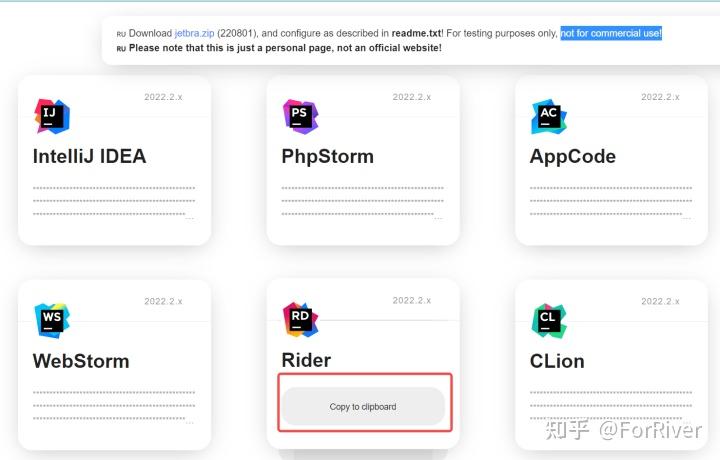 RU Download jetbra.zip (220801), and configure as described in readme.txt! For testing purposes only, not for commercial use!
RU Please note that this is just a personal page, not an official website!
2022.2.x
2022.2.x
2022.2.x
IJ
PS
AC
IntelliJ IDEA
PhpStorm
AppCode
2022.2.x
2022.2.x
2022.2.x
WS
RD
CL
WebStorm
Rider
CLion
Copy to clipboard
知乎 @ForRiver